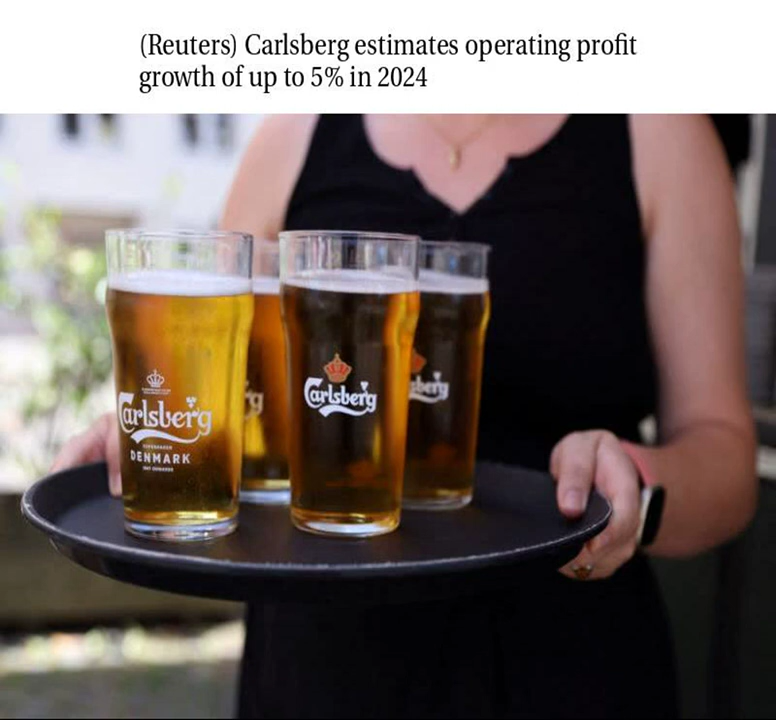 (Reuters) Carlsberg estimates operating profit
growth of up to 5% in 2024
Carlsberg
DENMARK
Carlsberg